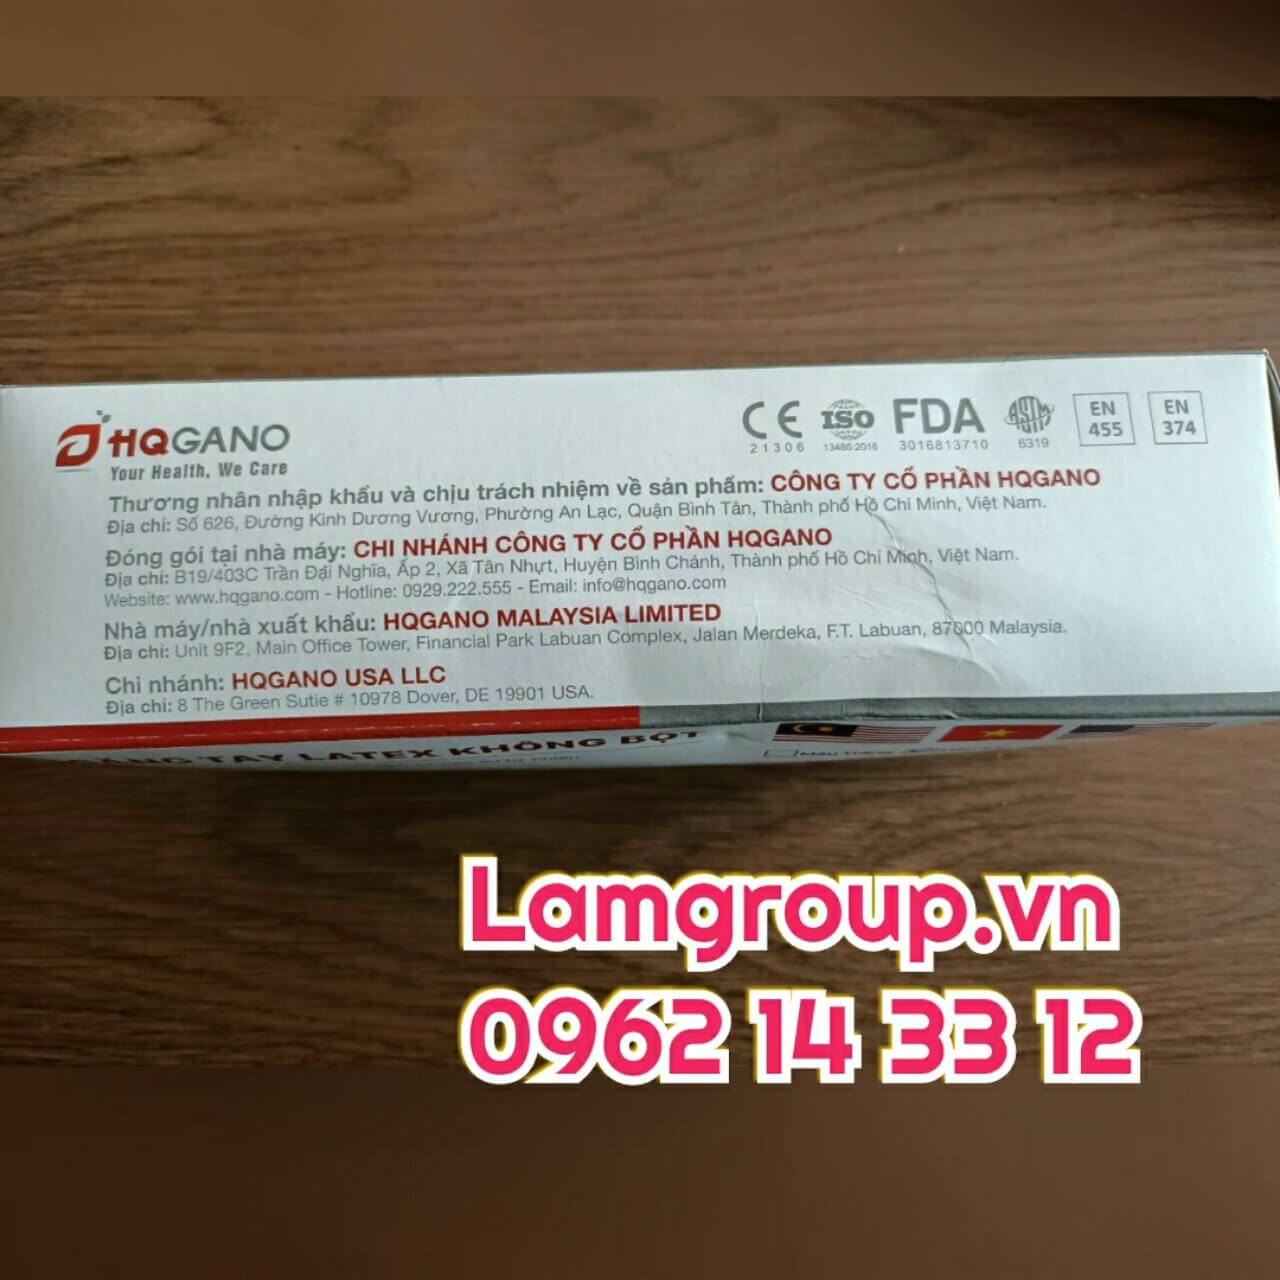 HQGANO
Your Health, We Care
CE
21306
ISO
13485:2016
FDA
3016813710
ASTM
6319
EN
455
EN
374
Thương nhân nhập khẩu và chịu trách nhiệm về sản phẩm: CÔNG TY CỔ PHẦN HQGANO
Địa chỉ: Số 626, Đường Kinh Dương Vương, Phường An Lạc, Quận Bình Tân, Thành phố Hồ Chí Minh, Việt Nam.
Đóng gói tại nhà máy: CHI NHÁNH CÔNG TY CỔ PHẦN HQGANO
Địa chỉ: B19/403C Trần Đại Nghĩa, Ấp 2, Xã Tân Nhựt, Huyện Bình Chánh, Thành phố Hồ Chí Minh, Việt Nam.
Website: www.hqgano.com - Hotline: 0929.222.555 - Email: info@hqgano.com
Nhà máy/nhà xuất khẩu: HQGANO MALAYSIA LIMITED
Địa chỉ: Unit 9F2, Main Office Tower, Financial Park Labuan Complex, Jalan Merdeka, F.T. Labuan, 87000 Malaysia.
Chi nhánh: HQGANO USA LLC
Địa chỉ: 8 The Green Sutie # 10978 Dover, DE 19901 USA.
GĂNG TAY LATEX KHÔNG BỘT
Lamgroup.vn
0962 14 33 12